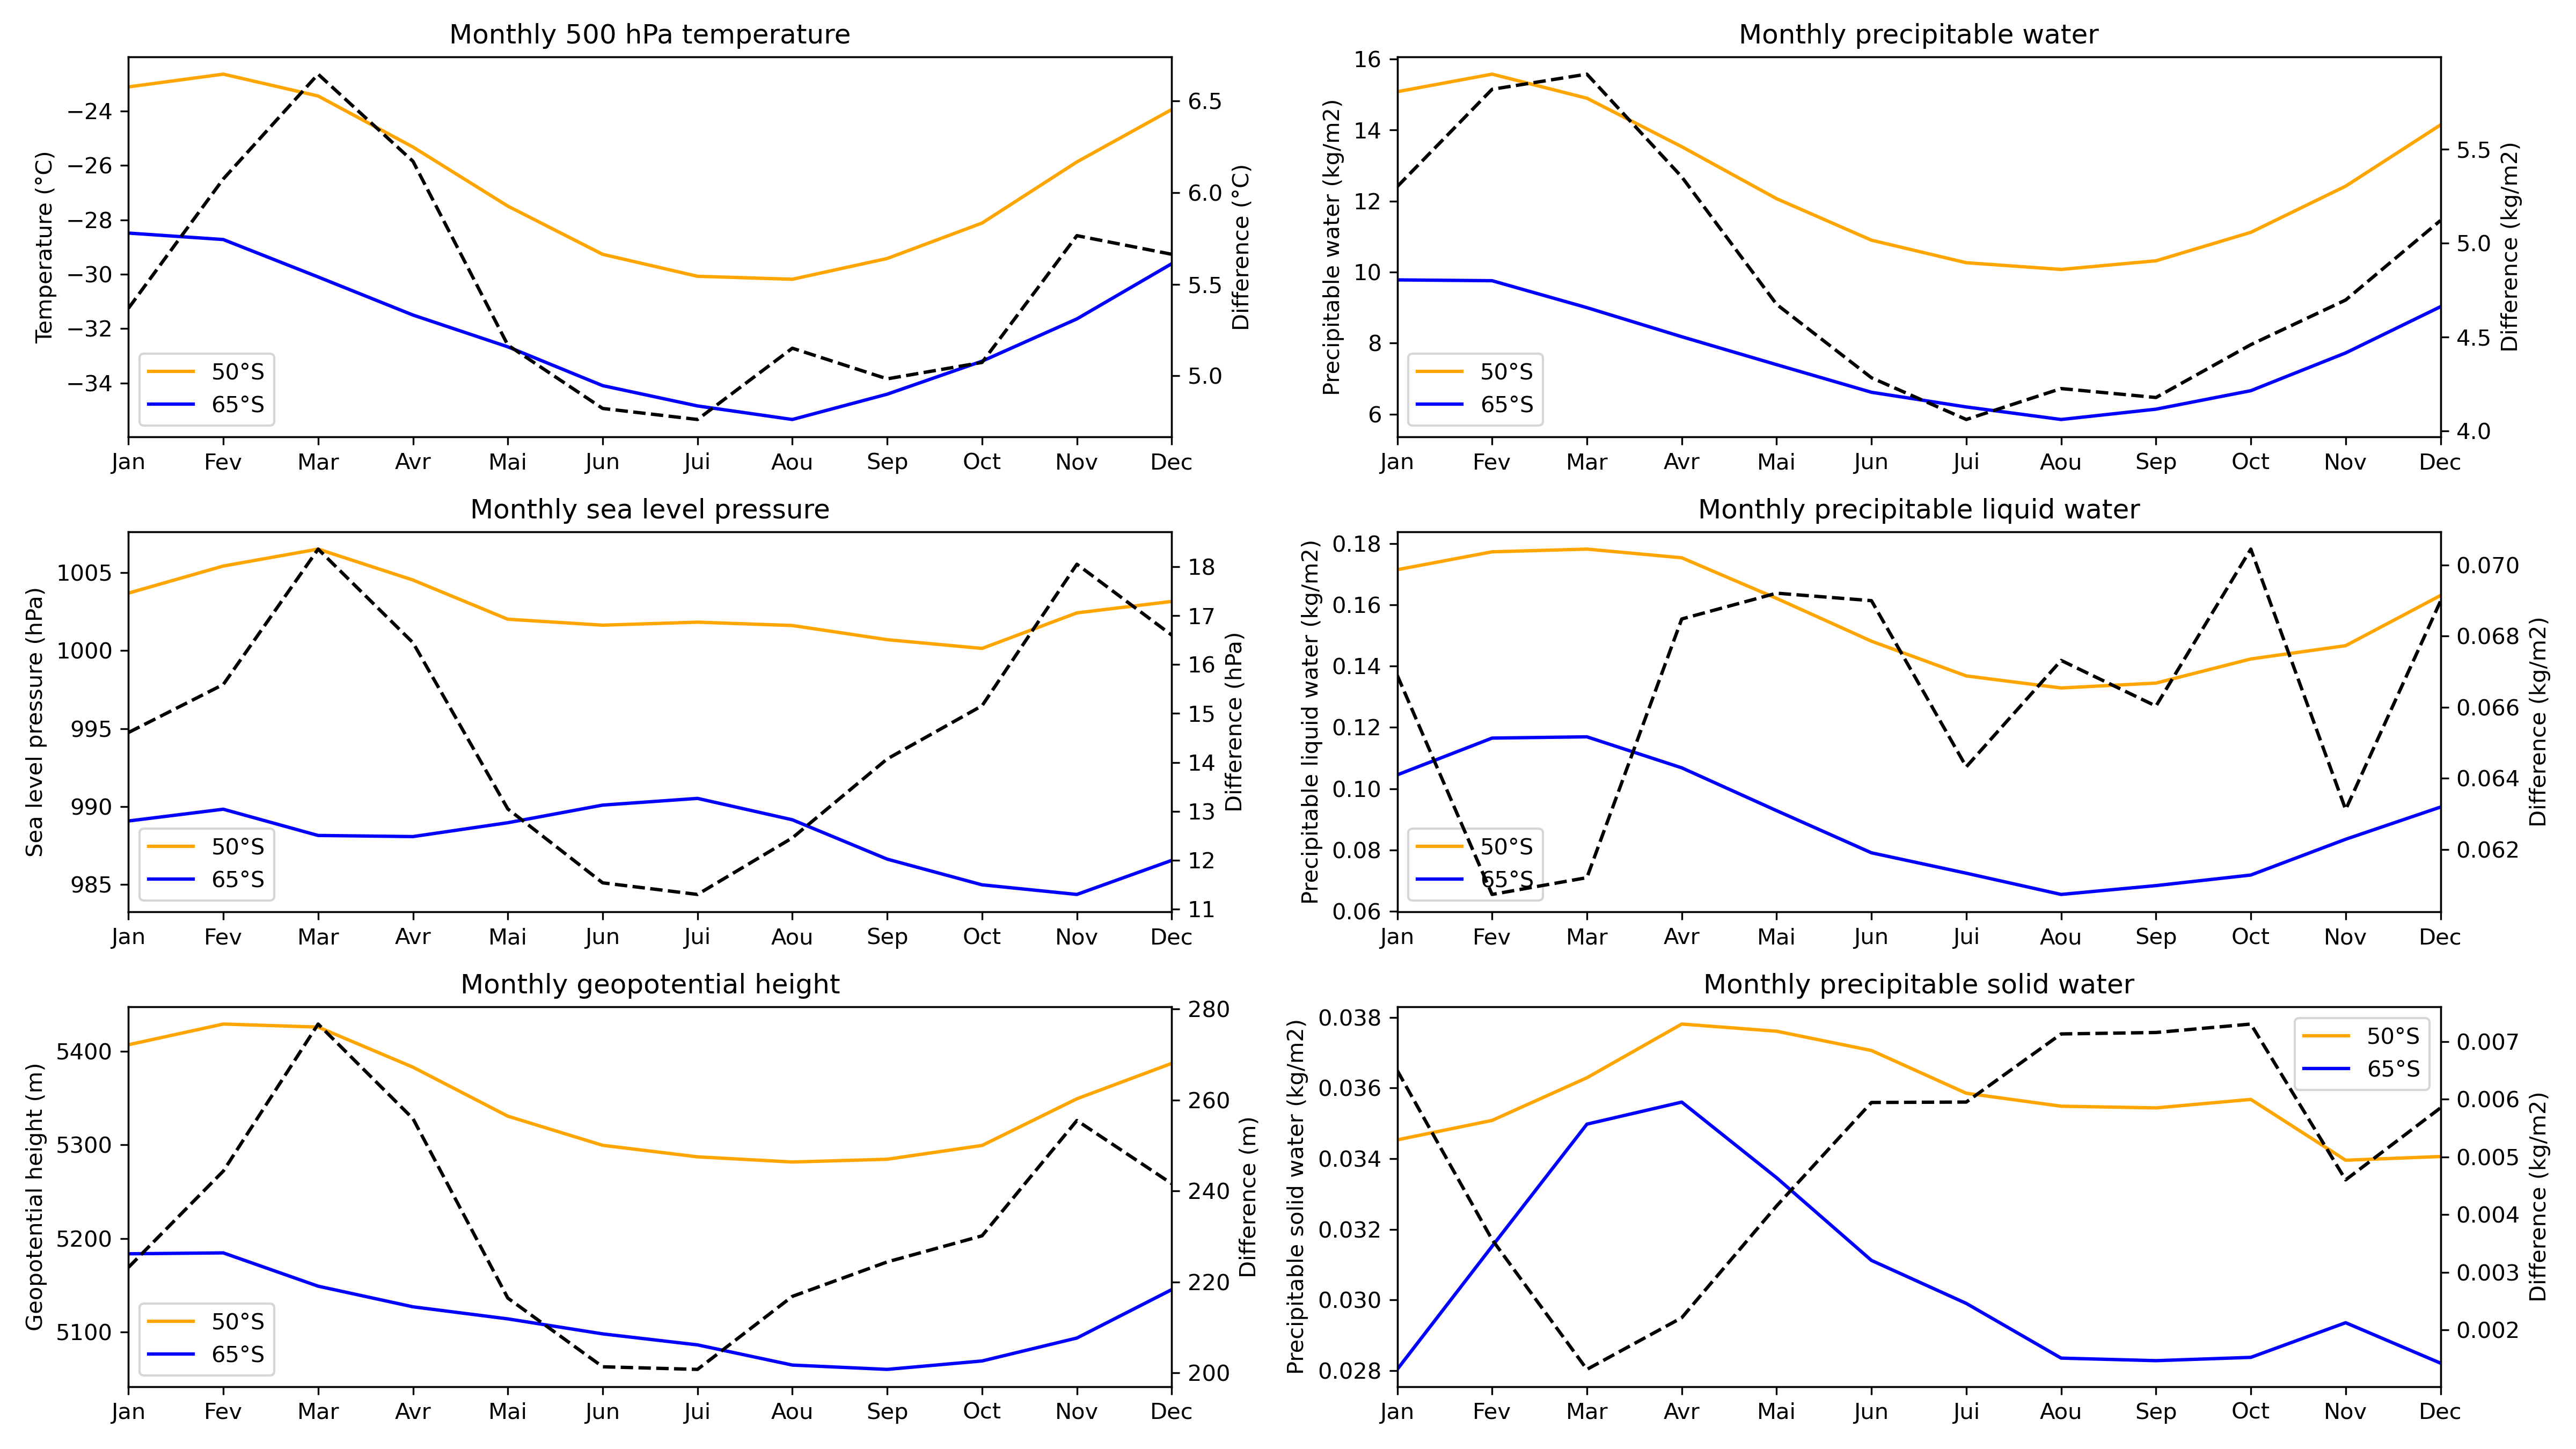 Monthly 500 hPa temperature
Temperature (°C)
−24
−26
−28
−30
−32
−34
6.5
6.0
5.5
5.0
Difference (°C)
50°S
65°S
Jan Fev Mar Avr Mai Jun Jui Aou Sep Oct Nov Dec
Monthly precipitable water
Precipitable water (kg/m2)
16
14
12
10
8
6
5.5
5.0
4.5
4.0
Difference (kg/m2)
50°S
65°S
Jan Fev Mar Avr Mai Jun Jui Aou Sep Oct Nov Dec
Monthly sea level pressure
Sea level pressure (hPa)
1005
1000
995
990
985
18
17
16
15
14
13
12
11
Difference (hPa)
50°S
65°S
Jan Fev Mar Avr Mai Jun Jui Aou Sep Oct Nov Dec
Monthly precipitable liquid water
Precipitable liquid water (kg/m2)
0.18
0.16
0.14
0.12
0.10
0.08
0.06
0.070
0.068
0.066
0.064
0.062
Difference (kg/m2)
50°S
65°S
Jan Fev Mar Avr Mai Jun Jui Aou Sep Oct Nov Dec
Monthly geopotential height
Geopotential height (m)
5400
5300
5200
5100
280
260
240
220
200
Difference (m)
50°S
65°S
Jan Fev Mar Avr Mai Jun Jui Aou Sep Oct Nov Dec
Monthly precipitable solid water
Precipitable solid water (kg/m2)
0.038
0.036
0.034
0.032
0.030
0.028
0.007
0.006
0.005
0.004
0.003
0.002
Difference (kg/m2)
50°S
65°S
Jan Fev Mar Avr Mai Jun Jui Aou Sep Oct Nov Dec